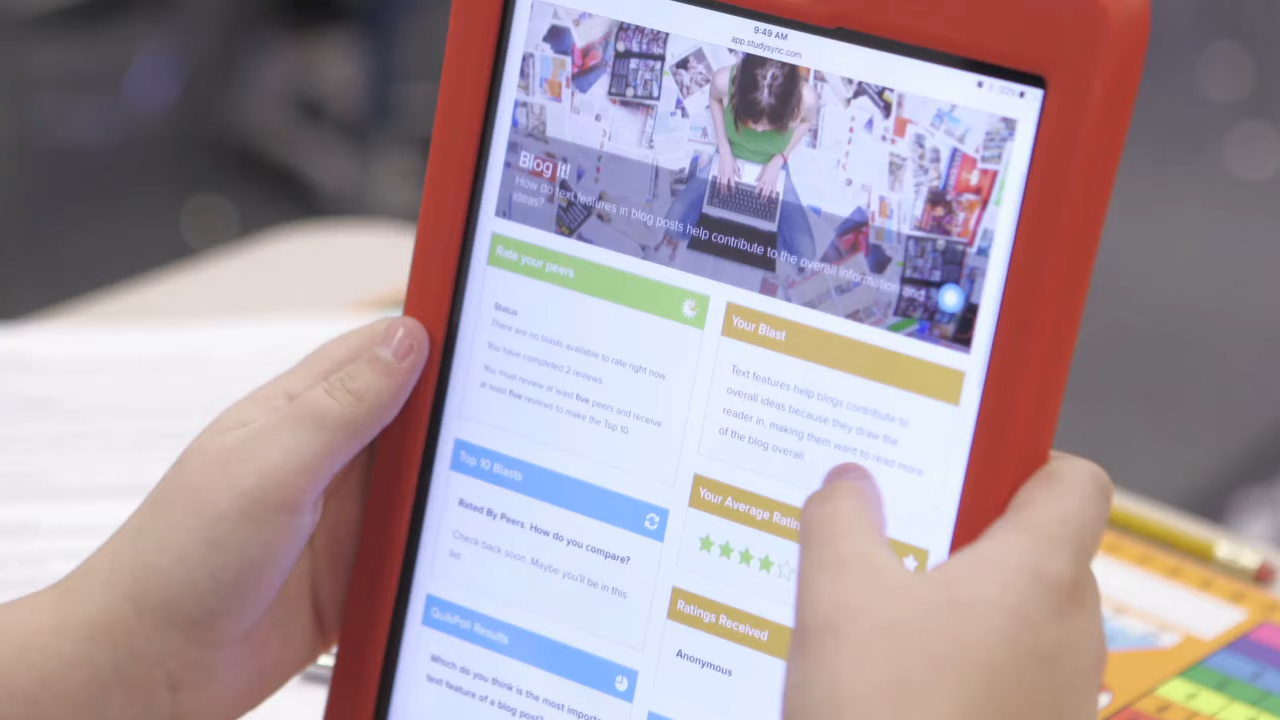 9:49 AM
app.studysync.com
Blog It!
How do text features in blog posts help contribute to the overall information and
ideas?
Rate your peers
Status
There are no blasts available to rate right now.
You have completed 2 reviews.
You must review at least five peers and receive
at least five reviews to make the Top 10.
Top 10 Blasts
Rated By Peers. How do you compare?
Check back soon. Maybe you'll be in this
list.
QuikPoll Results
Which do you think is the most
text feature of a blog post?
Your Blast
Text features help blogs contribute to
overall ideas because they draw the
reader in, making them want to read more
of the blog overall.
Your Average
Ratings Received
Anonymous